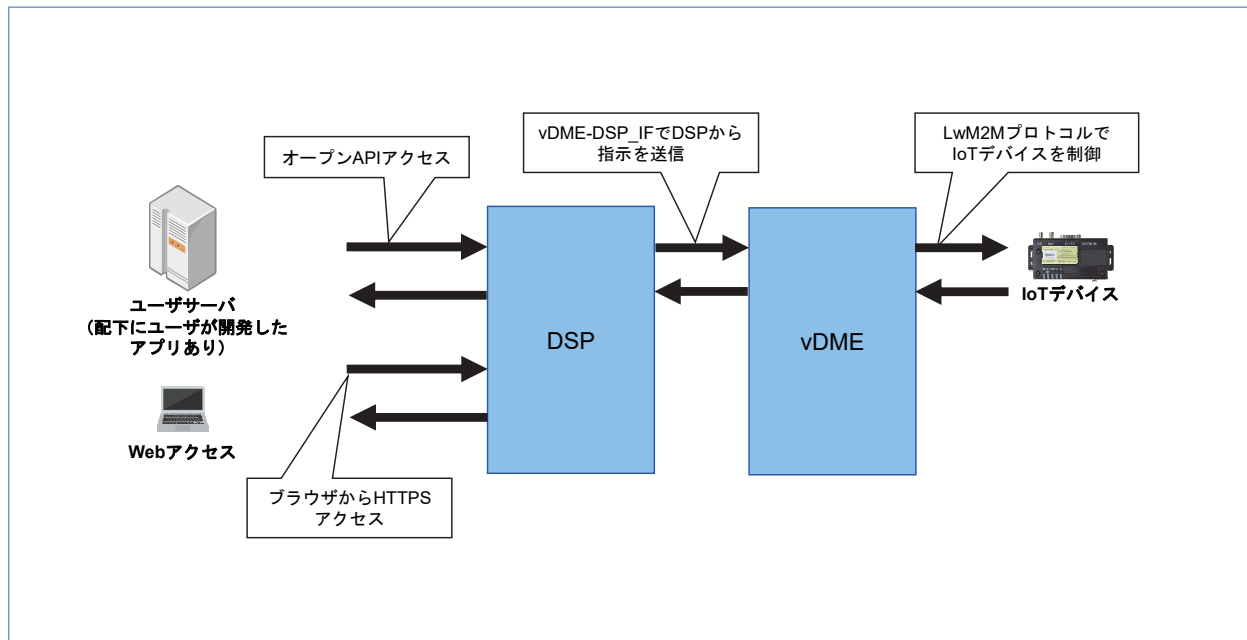 オープンAPIアクセス
vDME-DSP_IFでDSPから
指示を送信
LwM2Mプロトコルで
IoTデバイスを制御
ユーザサーバ
(配下にユーザが開発した
アプリあり)
Webアクセス
DSP
vDME
IoTデバイス
ブラウザからHTTPS
アクセス